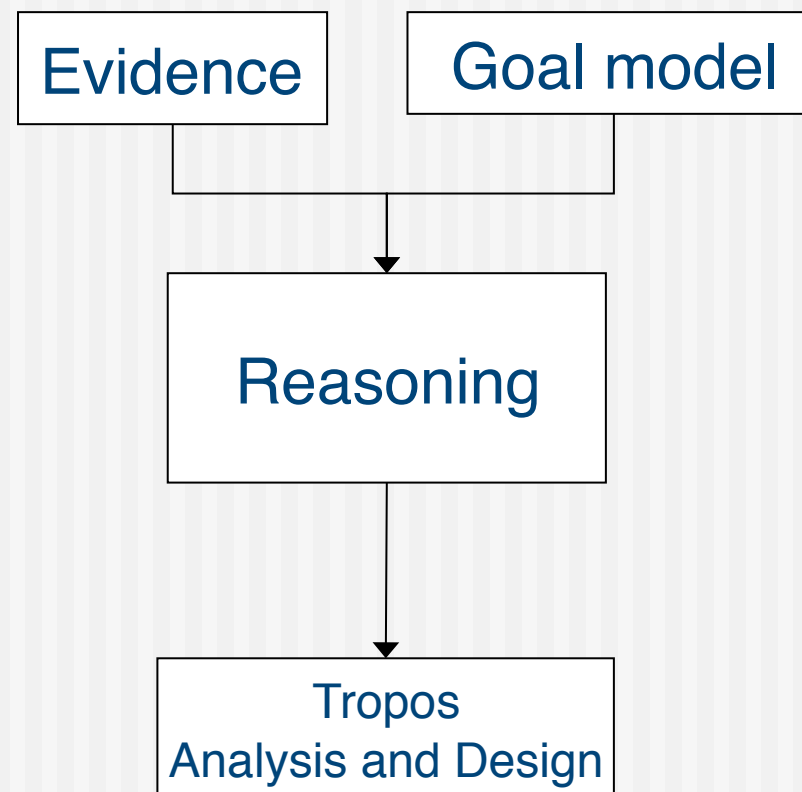 Evidence
Goal model
Reasoning
Tropos
Analysis and Design